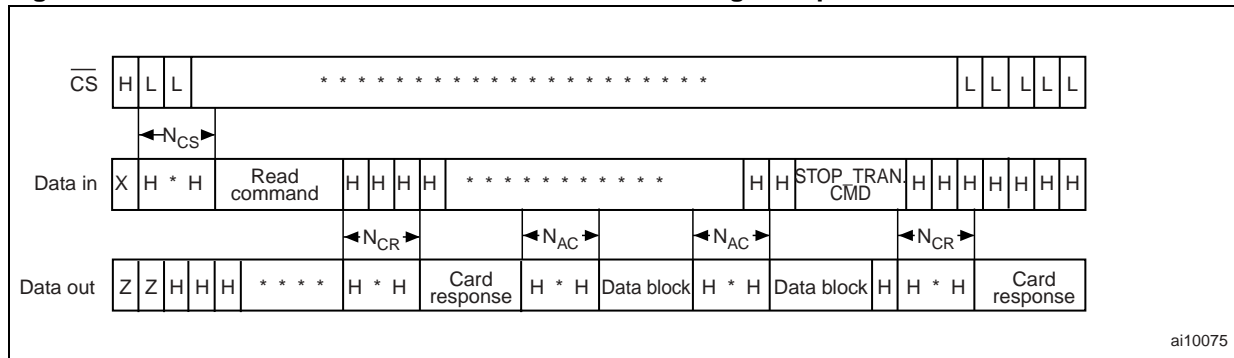 CS H L L * * * * * * * * * * * * * * * * * * * * * L L L L L
NCS
Data in X H * H Read command H H H H * * * * * * * * * * * H H STOP_TRAN. CMD H H H H H H H
NCR NAC NAC NCR
Data out Z Z H H H * * * * H * H Card response H * H Data block H * H Data block H H * H Card response
ai10075